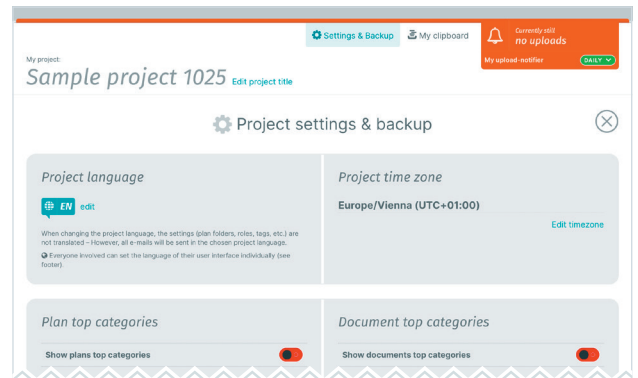 Settings & Backup
My clipboard
Currently still
no uploads
My upload-notifier
DAILY
My project:
Sample project 1025 Edit project title
Project settings & backup
Project language
EN edit
When changing the project language, the settings (plan folders, roles, tags, etc.) are
not translated – However, all e-mails will be sent in the chosen project language.
Everyone involved can set the language of their user interface individually (see
footer).
Project time zone
Europe/Vienna (UTC+01:00)
Edit timezone
Plan top categories
Show plans top categories
Document top categories
Show documents top categories